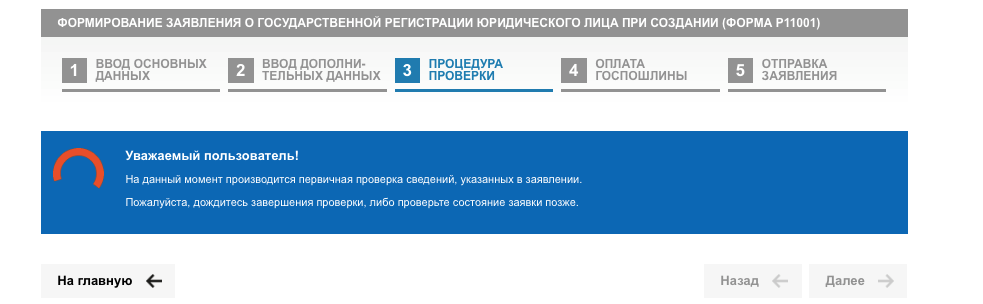 ФОРМИРОВАНИЕ ЗАЯВЛЕНИЯ О ГОСУДАРСТВЕННОЙ РЕГИСТРАЦИИ ЮРИДИЧЕСКОГО ЛИЦА ПРИ СОЗДАНИИ (ФОРМА Р11001)
1 ВВОД ОСНОВНЫХ
ДАННЫХ
2 ВВОД ДОПОЛНИ-
ТЕЛЬНЫХ ДАННЫХ
3 ПРОЦЕДУРА
ПРОВЕРКИ
4 ОПЛАТА
ГОСПОШЛИНЫ
5 ОТПРАВКА
ЗАЯВЛЕНИЯ
Уважаемый пользователь!
На данный момент производится первичная проверка сведений, указанных в заявлении.
Пожалуйста, дождитесь завершения проверки, либо проверьте состояние заявки позже.
На главную
Назад
Далее